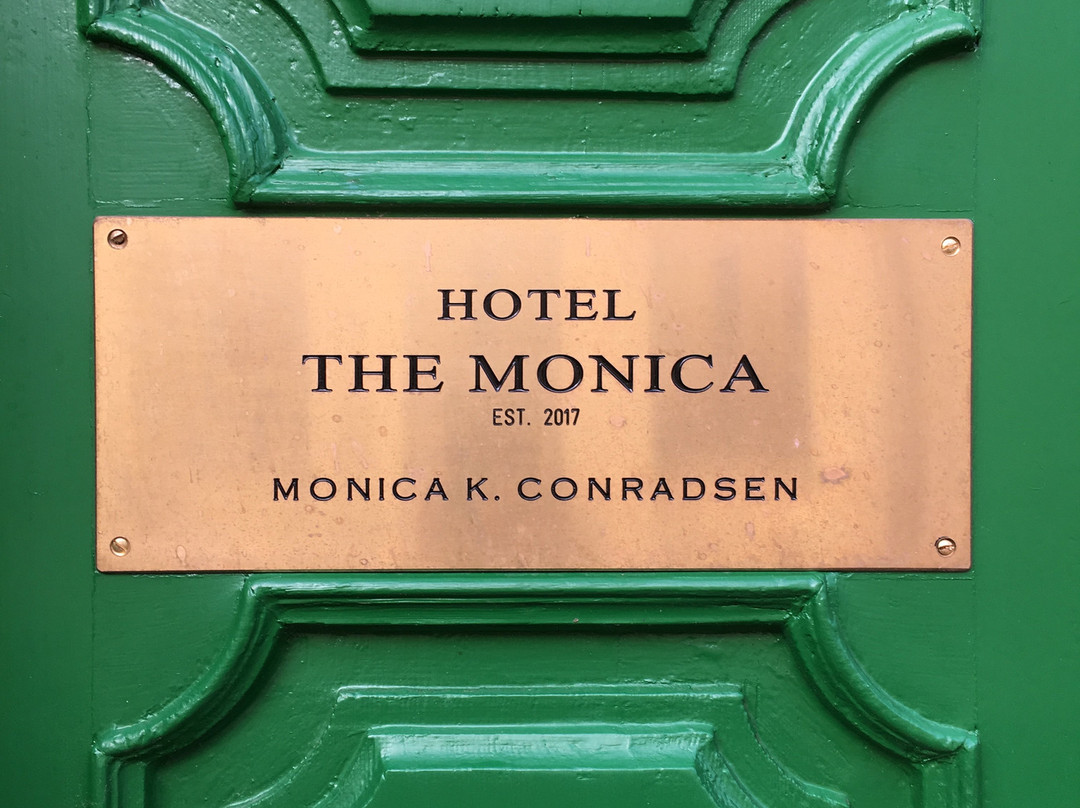 HOTEL
THE MONICA
EST. 2017
MONICA K. CONRADSEN